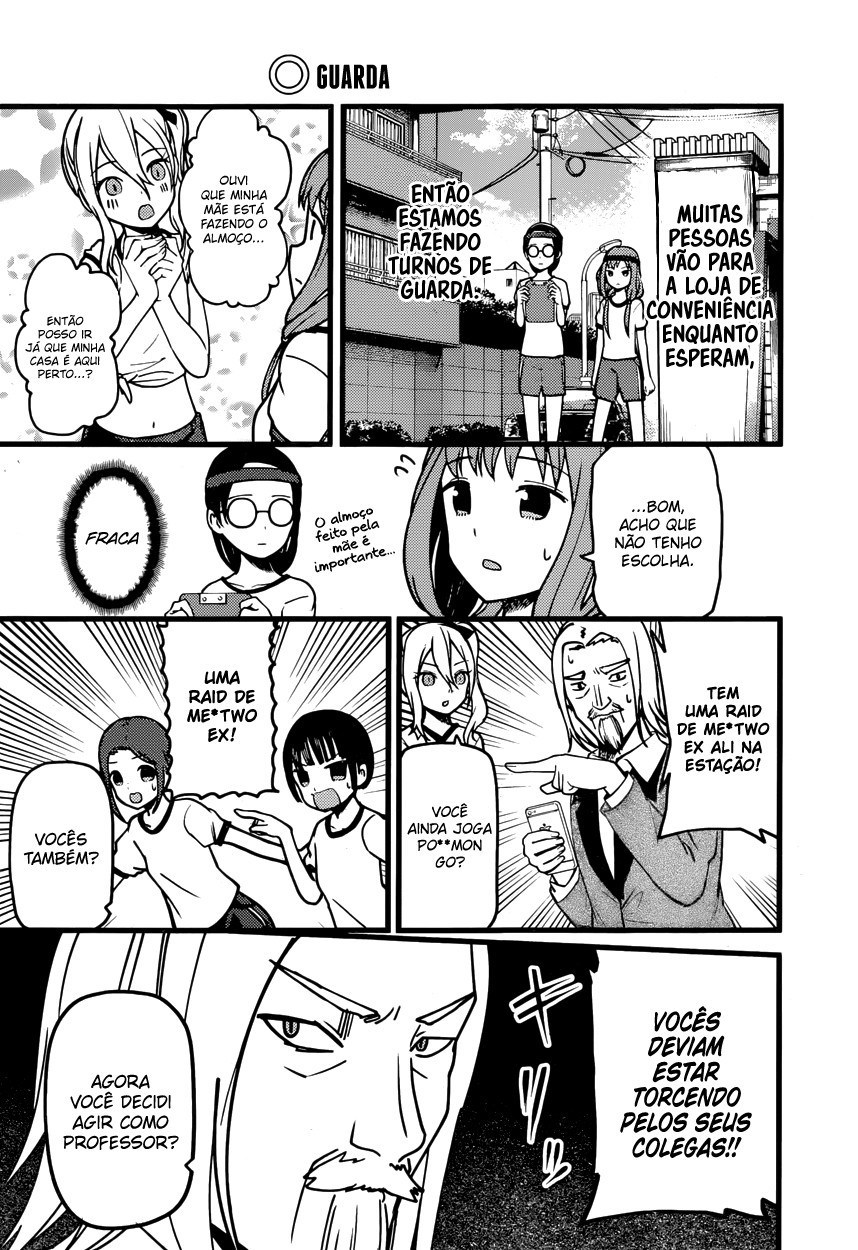 GUARDA
MUITAS
PESSOAS
VÃO PARA
A LOJA DE
CONVENIÊNCIA
ENQUANTO
ESPERAM,
ENTÃO
ESTAMOS
FAZENDO
TURNOS DE
GUARDA.
OLIVI
QUE MINHA
MÃE ESTÁ
FAZENDO O
ALMOÇO...
ENTÃO
POSSO IR
JÁ QUE MINHA
CASA É AQUI
PERTO...?
...BOM,
ACHO QUE
NÃO TENHO
ESCOLHA.
O almoço
feito pela
mãe é
importante...
FRACA
TEM
UMA RAID
DE ME*TWO
EX ALI NA
ESTAÇÃO!
VOCÊ
AINDA JOGA
PO**MON
GO?
UMA
RAID DE
ME*TWO
EX!
VOCÊS
TAMBÉM?
VOCÊS
DEVIAM
ESTAR
TORCENDO
PELOS SEUS
COLEGAS!!
キリッ
AGORA
VOCÊ DECIDI
AGIR COMO
PROFESSOR?